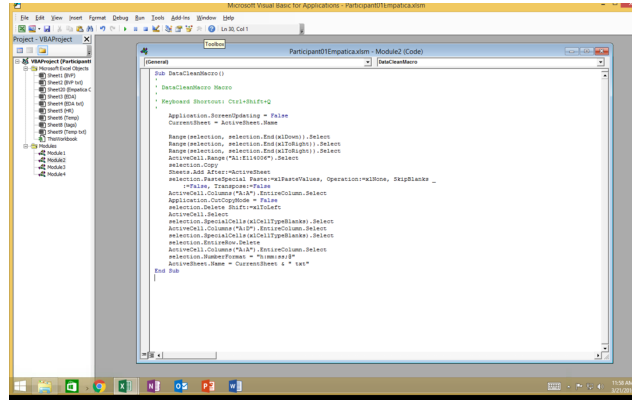 Microsoft Visual Basic for Applications - Participant01Empatica.xlsm
File Edit View Insert Format Debug Run Tools Add-Ins Window Help
Ln 30, Col 1
Toolbox
Project - VBAProject
VBAProject (Participant
Microsoft Excel Objects
Sheet1 (BVP)
Sheet2 (BVP txt)
Sheet20 (Empatica C
Sheet3 (EDA)
Sheet4 (EDA txt)
Sheet5 (HR)
Sheet6 (Temp)
Sheet8 (tags)
Sheet9 (Temp txt)
ThisWorkbook
Modules
Module1
Module2
Module3
Module4
Participant01Empatica.xlsm - Module2 (Code)
(General)
DataCleanMacro
Sub DataCleanMacro()
'
' DataCleanMacro Macro
'
' Keyboard Shortcut: Ctrl+Shift+Q
'
Application.ScreenUpdating = False
CurrentSheet = ActiveSheet.Name
Range(selection, selection.End(xlDown)).Select
Range(selection, selection.End(xlToRight)).Select
Range(selection, selection.End(xlToRight)).Select
ActiveCell.Range("A1:E114006").Select
selection.Copy
Sheets.Add After:=ActiveSheet
selection.PasteSpecial Paste:=xlPasteValues, Operation:=xlNone, SkipBlanks _
:=False, Transpose:=False
ActiveCell.Columns("A:A").EntireColumn.Select
Application.CutCopyMode = False
selection.Delete Shift:=xlToLeft
ActiveCell.Select
selection.SpecialCells(xlCellTypeBlanks).Select
ActiveCell.Columns("A:D").EntireColumn.Select
selection.SpecialCells(xlCellTypeBlanks).Select
selection.EntireRow.Delete
ActiveCell.Columns("A:A").EntireColumn.Select
selection.NumberFormat = "h:mm:ss;@"
ActiveSheet.Name = CurrentSheet & " txt"
End Sub
11:58 AM